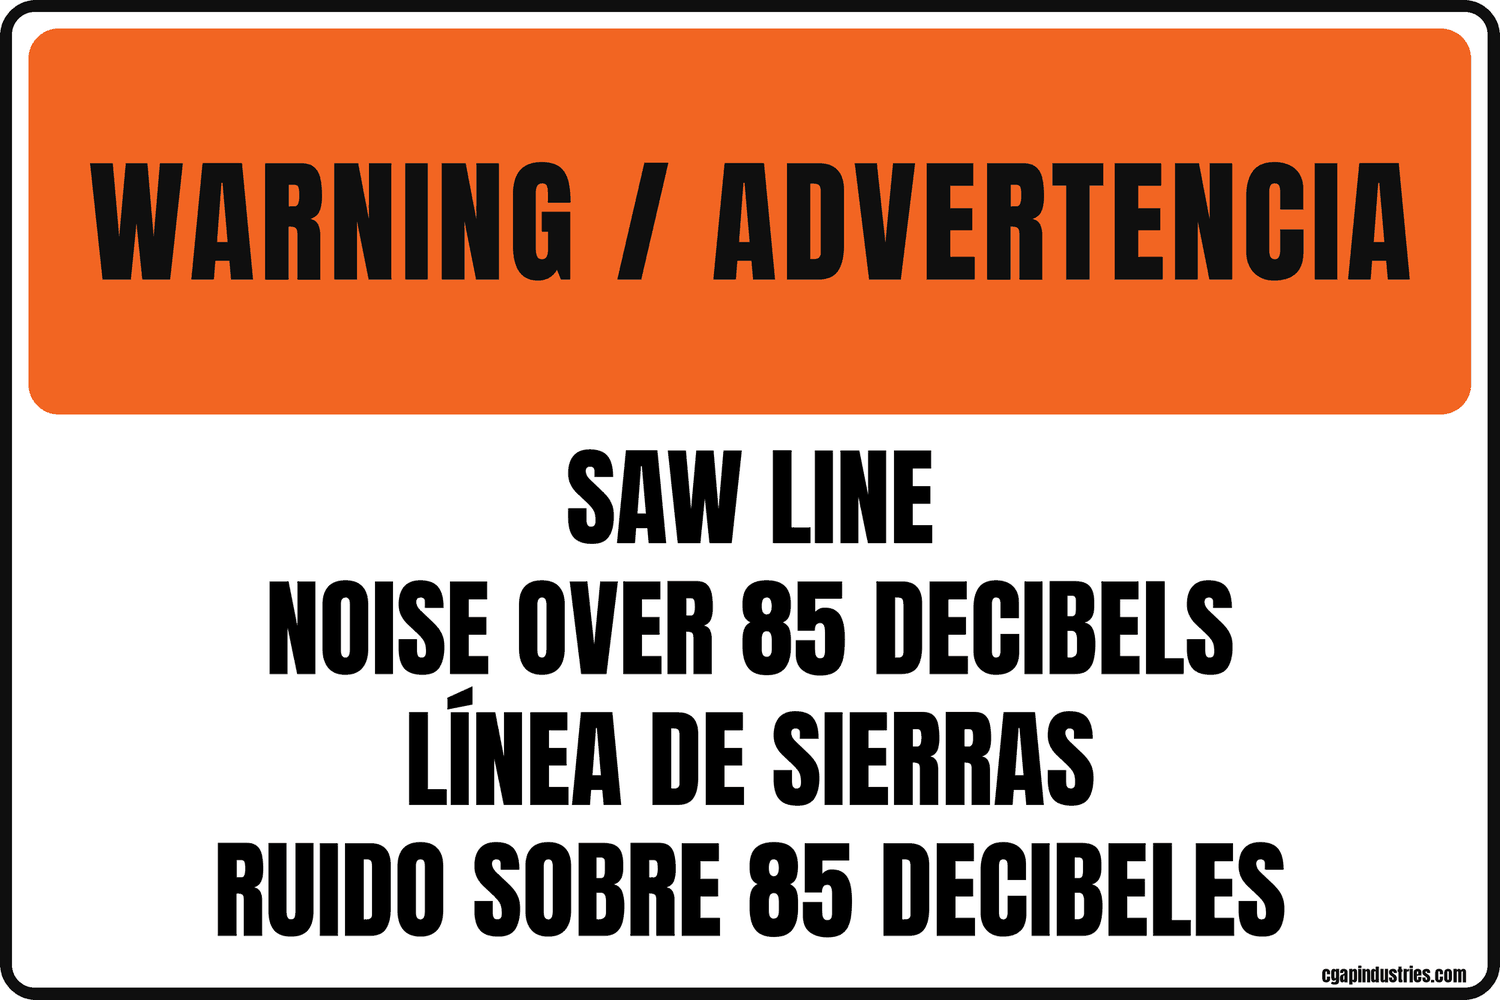 WARNING / ADVERTENCIA
SAW LINE
NOISE OVER 85 DECIBELS
LÍNEA DE SIERRAS
RUIDO SOBRE 85 DECIBELES
cgapindustries.com